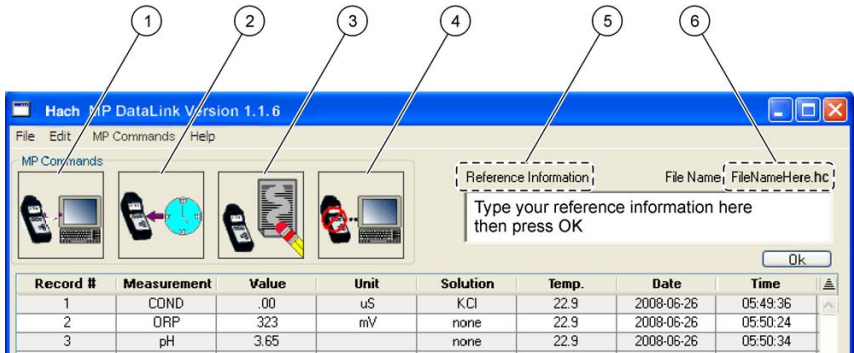 1 2 3 4 5 6
Hach MP DataLink Version 1.1.6
File Edit MP Commands Help
MP Commands
Reference Information File Name FileNameHere.hc
Type your reference information here
then press OK
Ok
Record # Measurement Value Unit Solution Temp. Date Time
1 COND .00 uS KCl 22.9 2008-06-26 05:49:36
2 ORP 323 mV none 22.9 2008-06-26 05:50:24
3 pH 3.65 none 22.9 2008-06-26 05:50:34